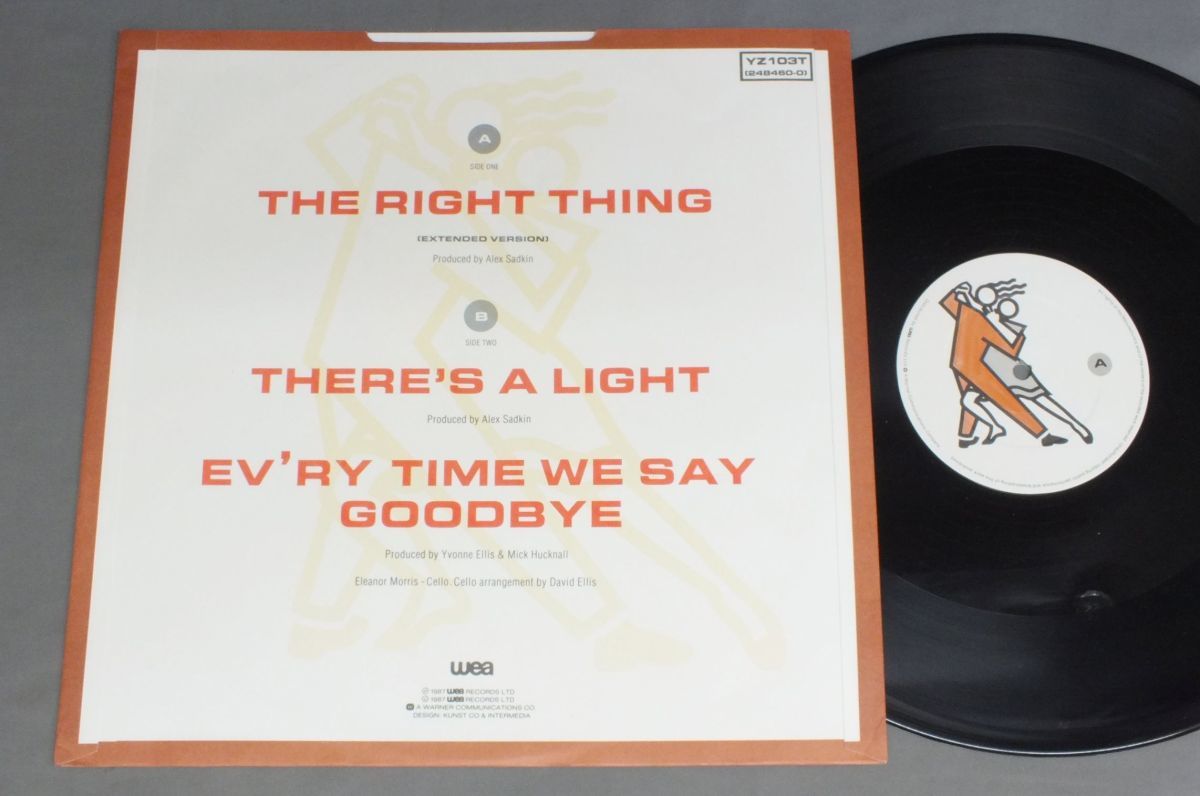 YZ103T
(248460-0)
A
SIDE ONE
THE RIGHT THING
(EXTENDED VERSION)
Produced by Alex Sadkin
B
SIDE TWO
THERE'S A LIGHT
Produced by Alex Sadkin
EV'RY TIME WE SAY
GOODBYE
Produced by Yvonne Ellis & Mick Hucknall
Eleanor Morris - Cello. Cello arrangement by David Ellis
wea
℗ 1987 wea RECORDS LTD
© 1987 wea RECORDS LTD
A WARNER COMMUNICATIONS CO.
DESIGN: KUNST CO & INTERMEDIA
A